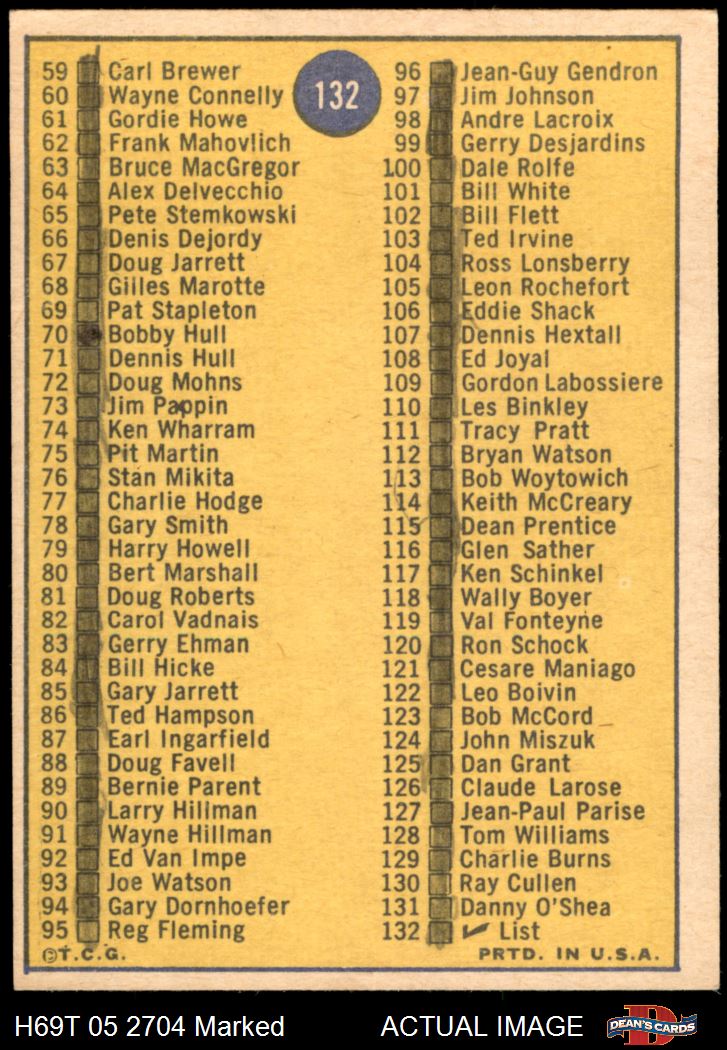 132
59 Carl Brewer
60 Wayne Connelly
61 Gordie Howe
62 Frank Mahovlich
63 Bruce MacGregor
64 Alex Delvecchio
65 Pete Stemkowski
66 Denis Dejordy
67 Doug Jarrett
68 Gilles Marotte
69 Pat Stapleton
70 Bobby Hull
71 Dennis Hull
72 Doug Mohns
73 Jim Pappin
74 Ken Wharram
75 Pit Martin
76 Stan Mikita
77 Charlie Hodge
78 Gary Smith
79 Harry Howell
80 Bert Marshall
81 Doug Roberts
82 Carol Vadnais
83 Gerry Ehman
84 Bill Hicke
85 Gary Jarrett
86 Ted Hampson
87 Earl Ingarfield
88 Doug Favell
89 Bernie Parent
90 Larry Hillman
91 Wayne Hillman
92 Ed Van Impe
93 Joe Watson
94 Gary Dornhoefer
95 Reg Fleming
©T.C.G.
96 Jean-Guy Gendron
97 Jim Johnson
98 Andre Lacroix
99 Gerry Desjardins
100 Dale Rolfe
101 Bill White
102 Bill Flett
103 Ted Irvine
104 Ross Lonsberry
105 Leon Rochefort
106 Eddie Shack
107 Dennis Hextall
108 Ed Joyal
109 Gordon Labossiere
110 Les Binkley
111 Tracy Pratt
112 Bryan Watson
113 Bob Woytowich
114 Keith McCreary
115 Dean Prentice
116 Glen Sather
117 Ken Schinkel
118 Wally Boyer
119 Val Fonteyne
120 Ron Schock
121 Cesare Maniago
122 Leo Boivin
123 Bob McCord
124 John Miszuk
125 Dan Grant
126 Claude Larose
127 Jean-Paul Parise
128 Tom Williams
129 Charlie Burns
130 Ray Cullen
131 Danny O'Shea
132 ✓ List
PRTD. IN U.S.A.
H69T 05 2704 Marked ACTUAL IMAGE
D
DEAN'S CARDS